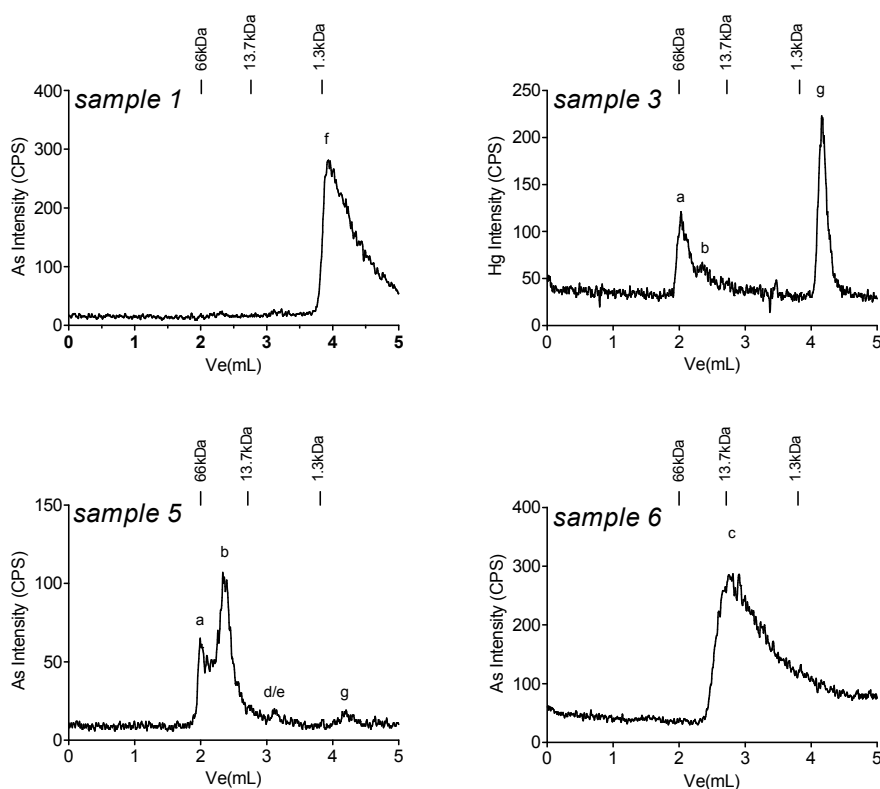 66kDa
13.7kDa
1.3kDa
sample 1
f
As Intensity (CPS)
400
300
200
100
0
0 1 2 3 4 5
Ve(mL)
66kDa
13.7kDa
1.3kDa
sample 3
g
a
b
Hg Intensity (CPS)
250
200
150
100
50
0
0 1 2 3 4 5
Ve(mL)
66kDa
13.7kDa
1.3kDa
sample 5
b
a
d/e
g
As Intensity (CPS)
150
100
50
0
0 1 2 3 4 5
Ve(mL)
66kDa
13.7kDa
1.3kDa
sample 6
c
As Intensity (CPS)
400
300
200
100
0
0 1 2 3 4 5
Ve(mL)